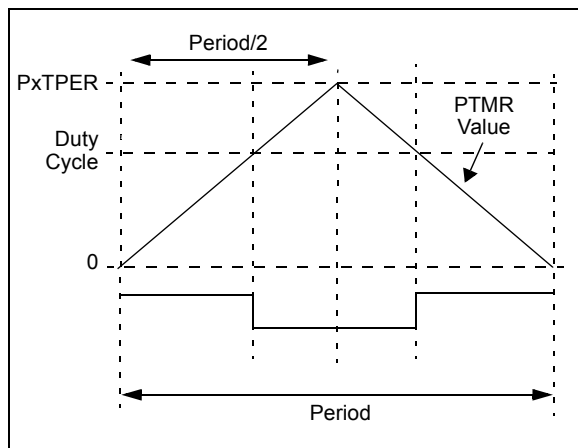 Period/2
PxTPER
PTMR
Value
Duty
Cycle
0
Period